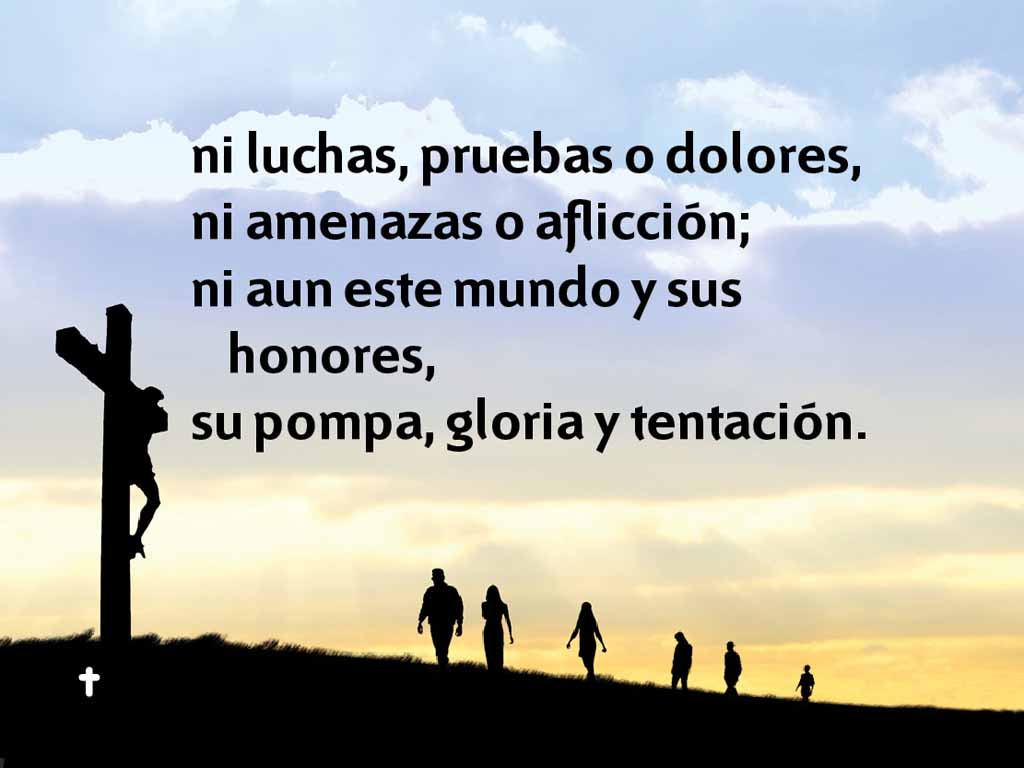 ni luchas, pruebas o dolores,
ni amenazas o aflicción;
ni aun este mundo y sus
honores,
su pompa, gloria y tentación.